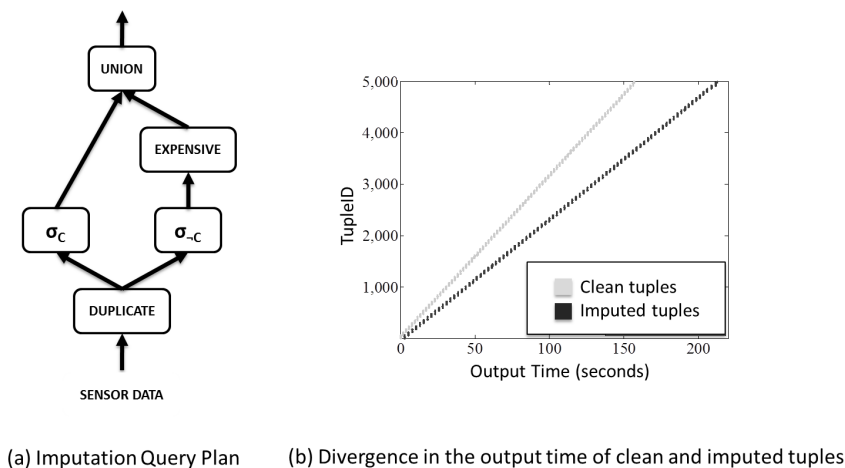 UNION
EXPENSIVE
σC
σ¬C
DUPLICATE
SENSOR DATA
(a) Imputation Query Plan
5,000
4,000
3,000
2,000
1,000
TupleID
Clean tuples
Imputed tuples
0 50 100 150 200
Output Time (seconds)
(b) Divergence in the output time of clean and imputed tuples